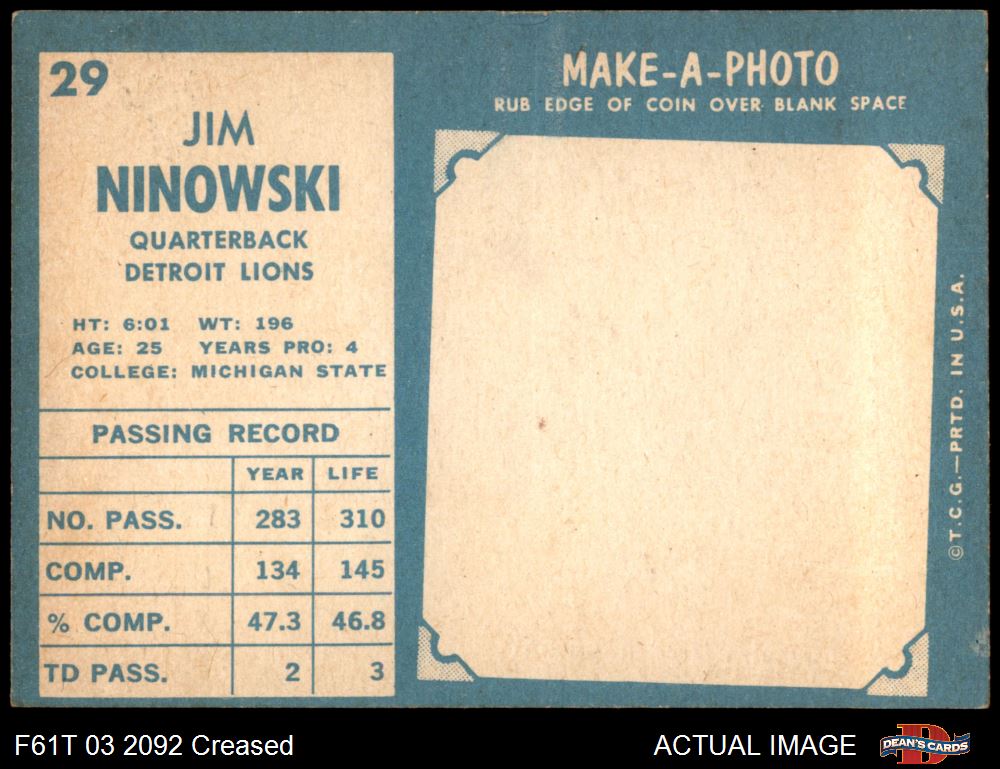 29
JIM
NINOWSKI
QUARTERBACK
DETROIT LIONS
HT: 6:01 WT: 196
AGE: 25 YEARS PRO: 4
COLLEGE: MICHIGAN STATE
PASSING RECORD
YEAR LIFE
NO. PASS. 283 310
COMP. 134 145
% COMP. 47.3 46.8
TD PASS. 2 3
MAKE-A-PHOTO
RUB EDGE OF COIN OVER BLANK SPACE
©T.C.G.—PRTD. IN U.S.A.
F61T 03 2092 Creased
ACTUAL IMAGE
DEAN'S CARDS